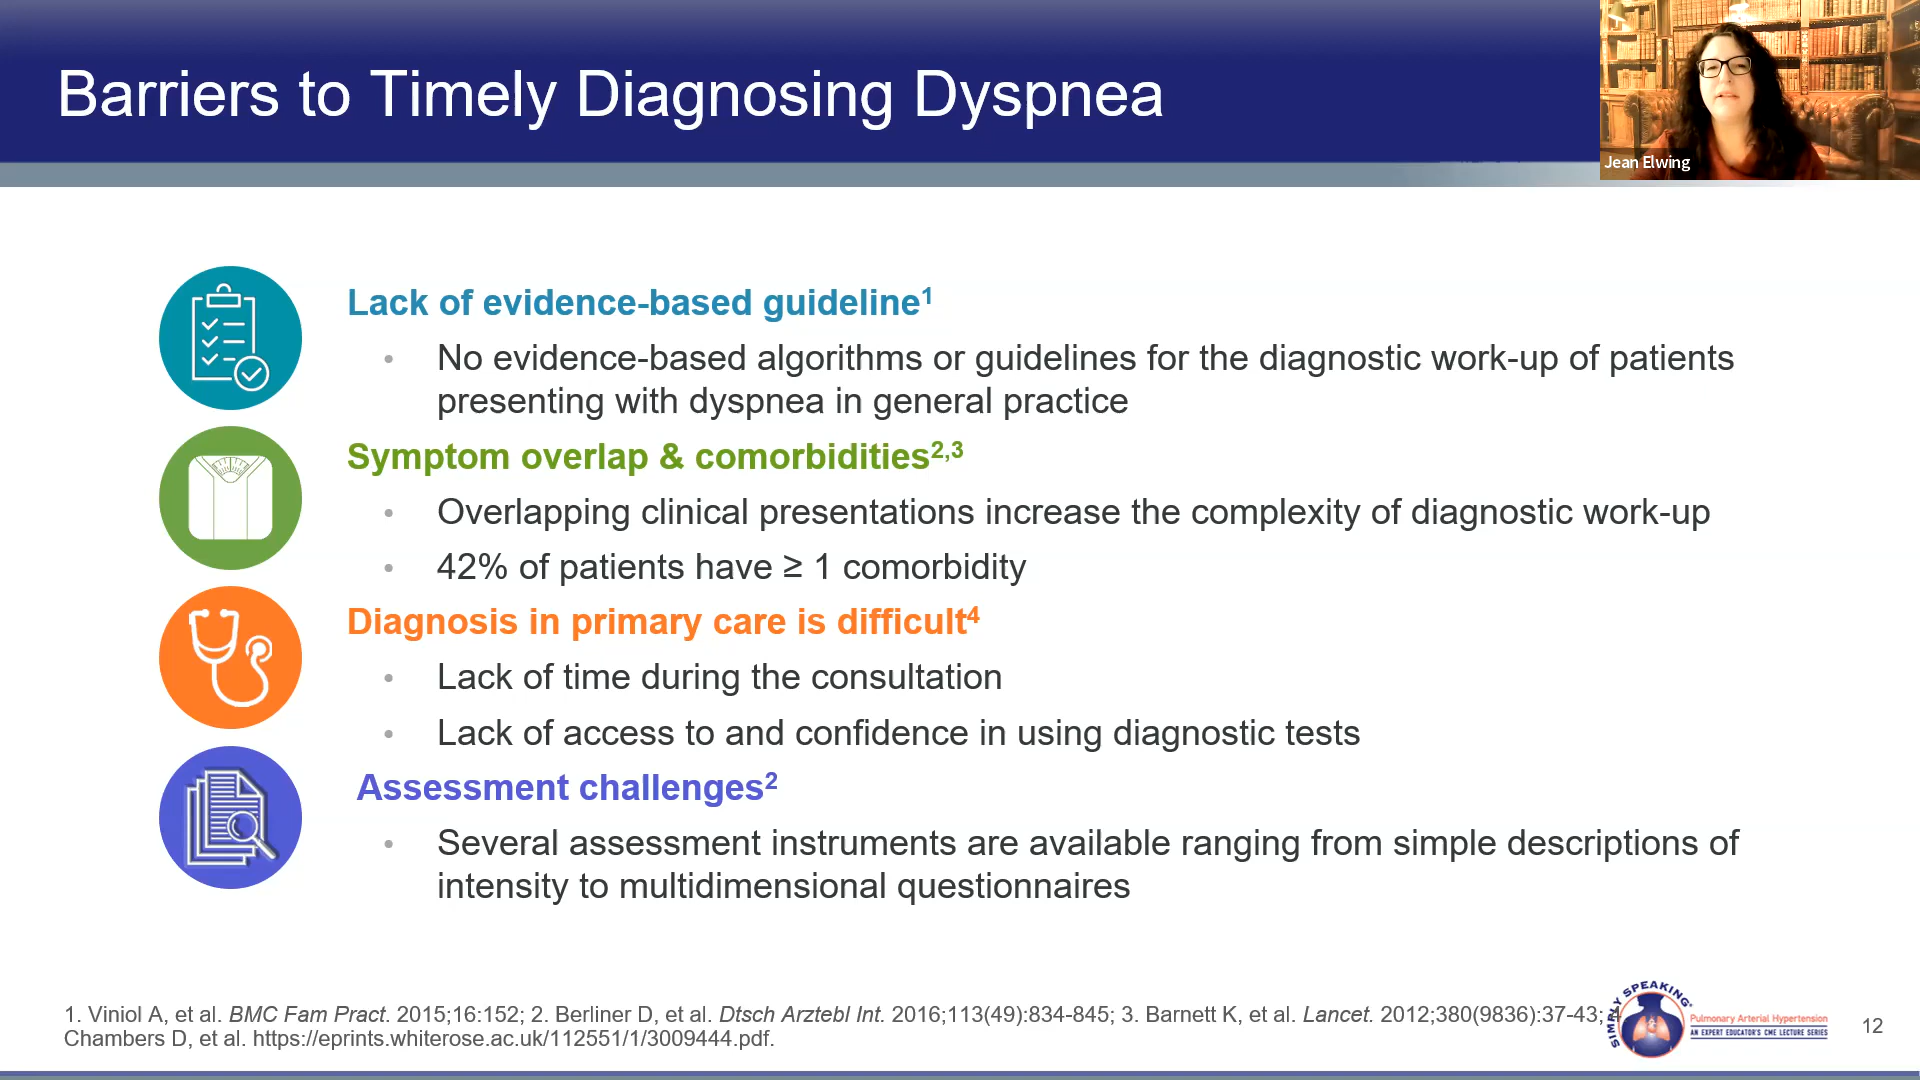 Barriers to Timely Diagnosing Dyspnea
Jean Elwing
Lack of evidence-based guideline1
• No evidence-based algorithms or guidelines for the diagnostic work-up of patients
presenting with dyspnea in general practice
Symptom overlap & comorbidities2,3
• Overlapping clinical presentations increase the complexity of diagnostic work-up
• 42% of patients have ≥ 1 comorbidity
Diagnosis in primary care is difficult4
• Lack of time during the consultation
• Lack of access to and confidence in using diagnostic tests
Assessment challenges2
• Several assessment instruments are available ranging from simple descriptions of
intensity to multidimensional questionnaires
1. Viniol A, et al. BMC Fam Pract. 2015;16:152; 2. Berliner D, et al. Dtsch Arztebl Int. 2016;113(49):834-845; 3. Barnett K, et al. Lancet. 2012;380(9836):37-43; 4
Chambers D, et al. https://eprints.whiterose.ac.uk/112551/1/3009444.pdf.
SIMPLY SPEAKING
Pulmonary Arterial Hypertension
AN EXPERT EDUCATOR'S CME LECTURE SERIES
12